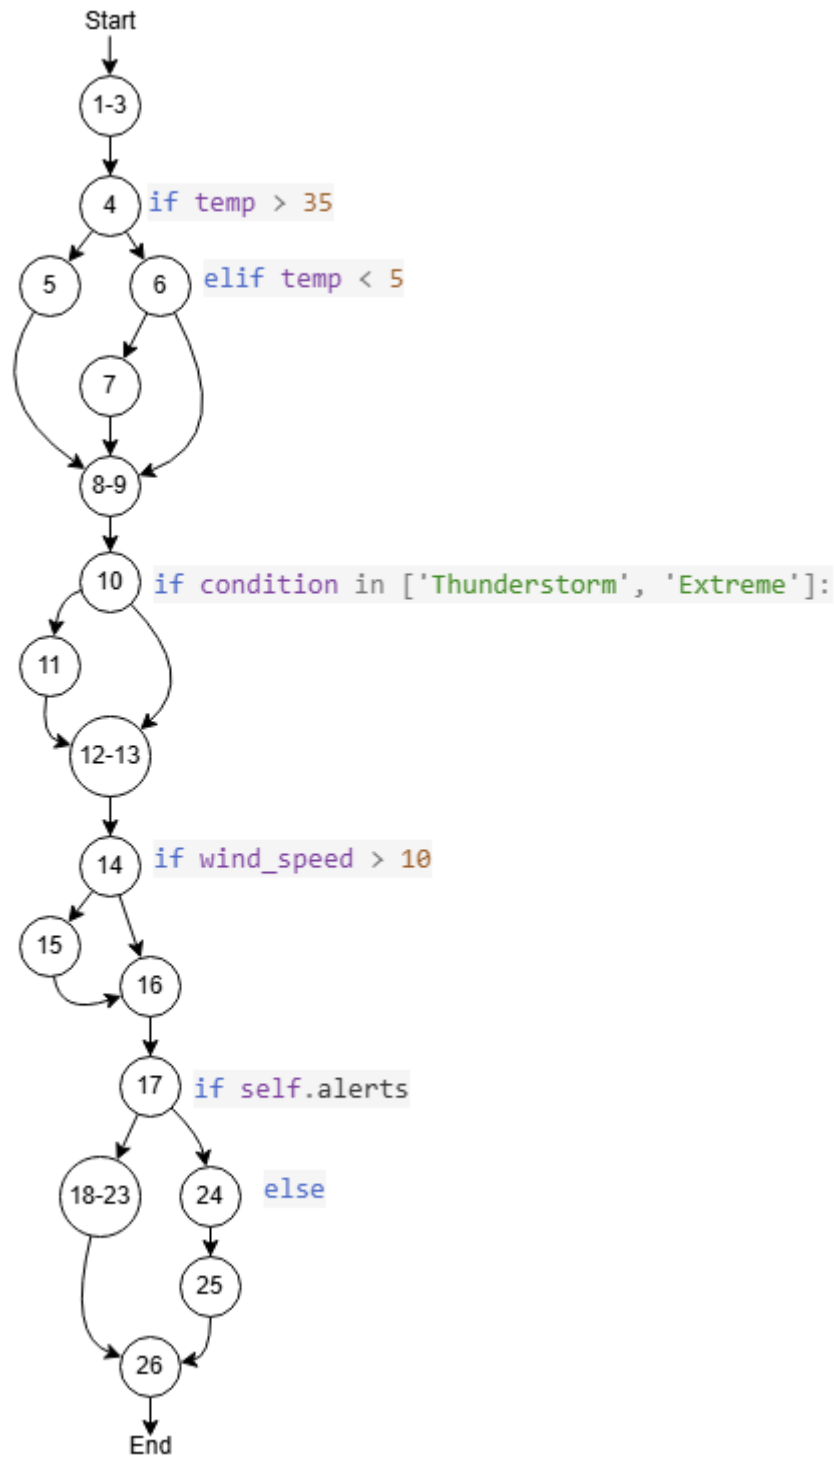 Start
1-3
4 if temp > 35
5 6 elif temp < 5
7
8-9
10 if condition in ['Thunderstorm', 'Extreme']:
11
12-13
14 if wind_speed > 10
15
16
17 if self.alerts
18-23 24 else
25
26
End